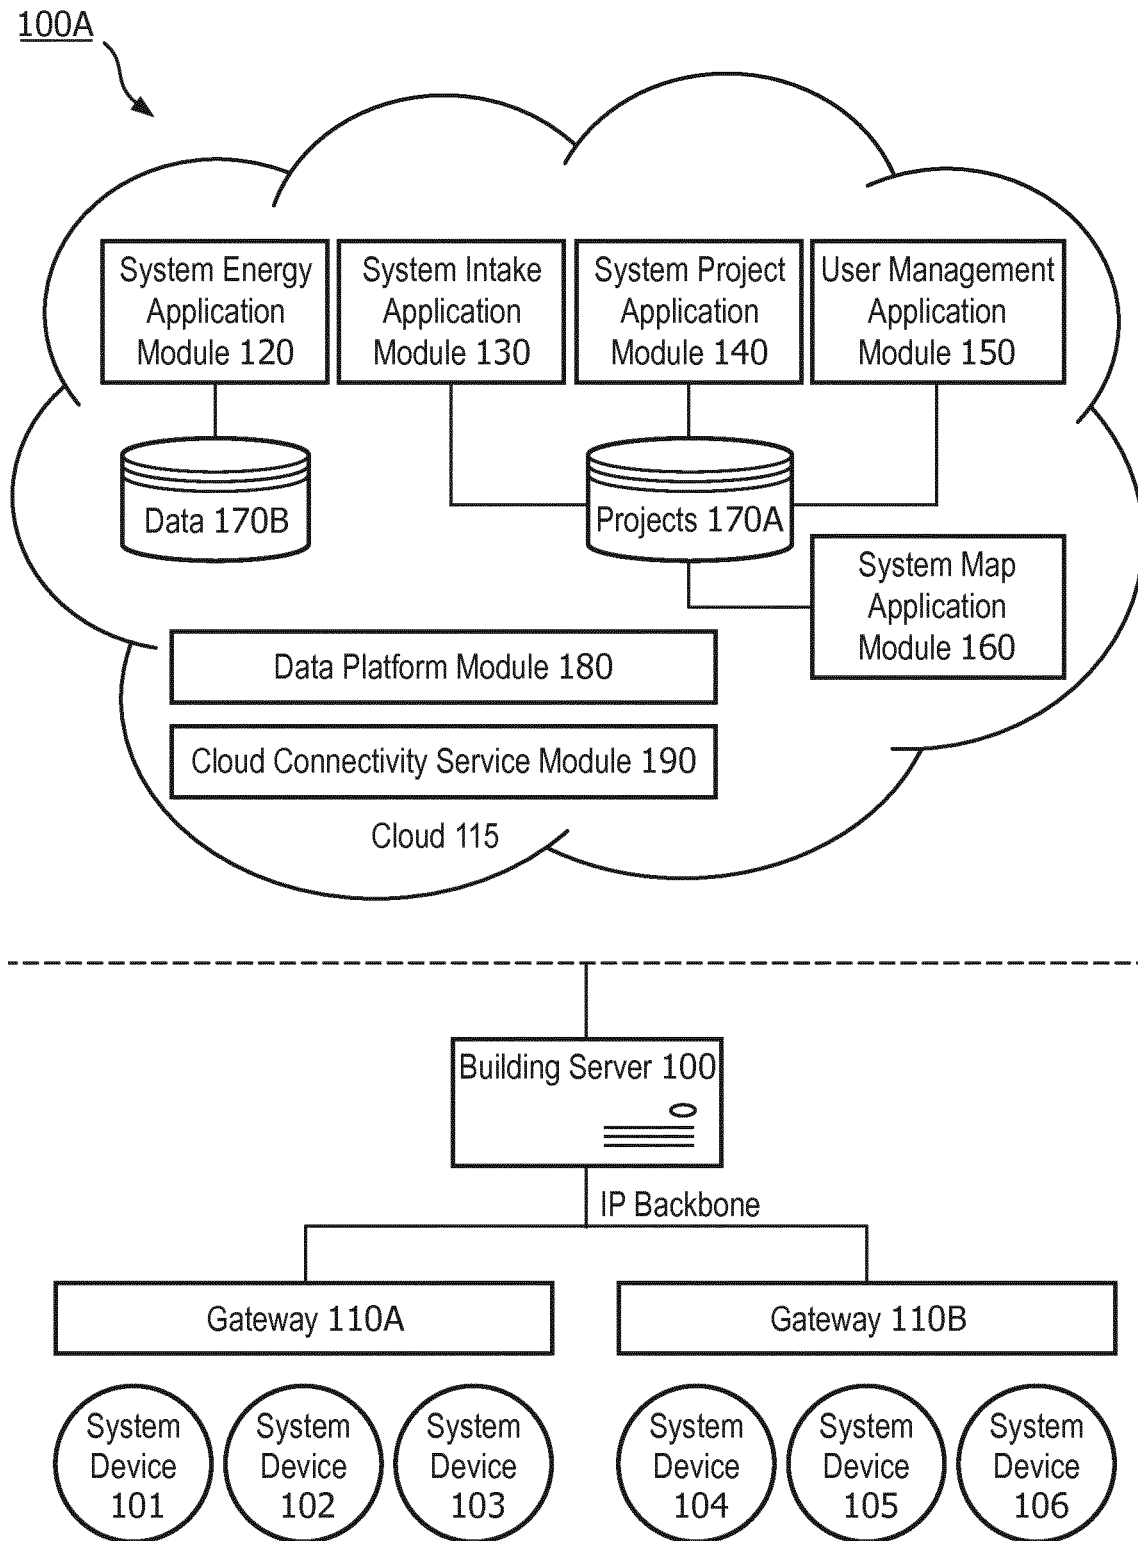 100A
System Energy
Application
Module 120
System Intake
Application
Module 130
System Project
Application
Module 140
User Management
Application
Module 150
Data 170B
Projects 170A
System Map
Application
Module 160
Data Platform Module 180
Cloud Connectivity Service Module 190
Cloud 115
Building Server 100
IP Backbone
Gateway 110A
Gateway 110B
System
Device
101
System
Device
102
System
Device
103
System
Device
104
System
Device
105
System
Device
106